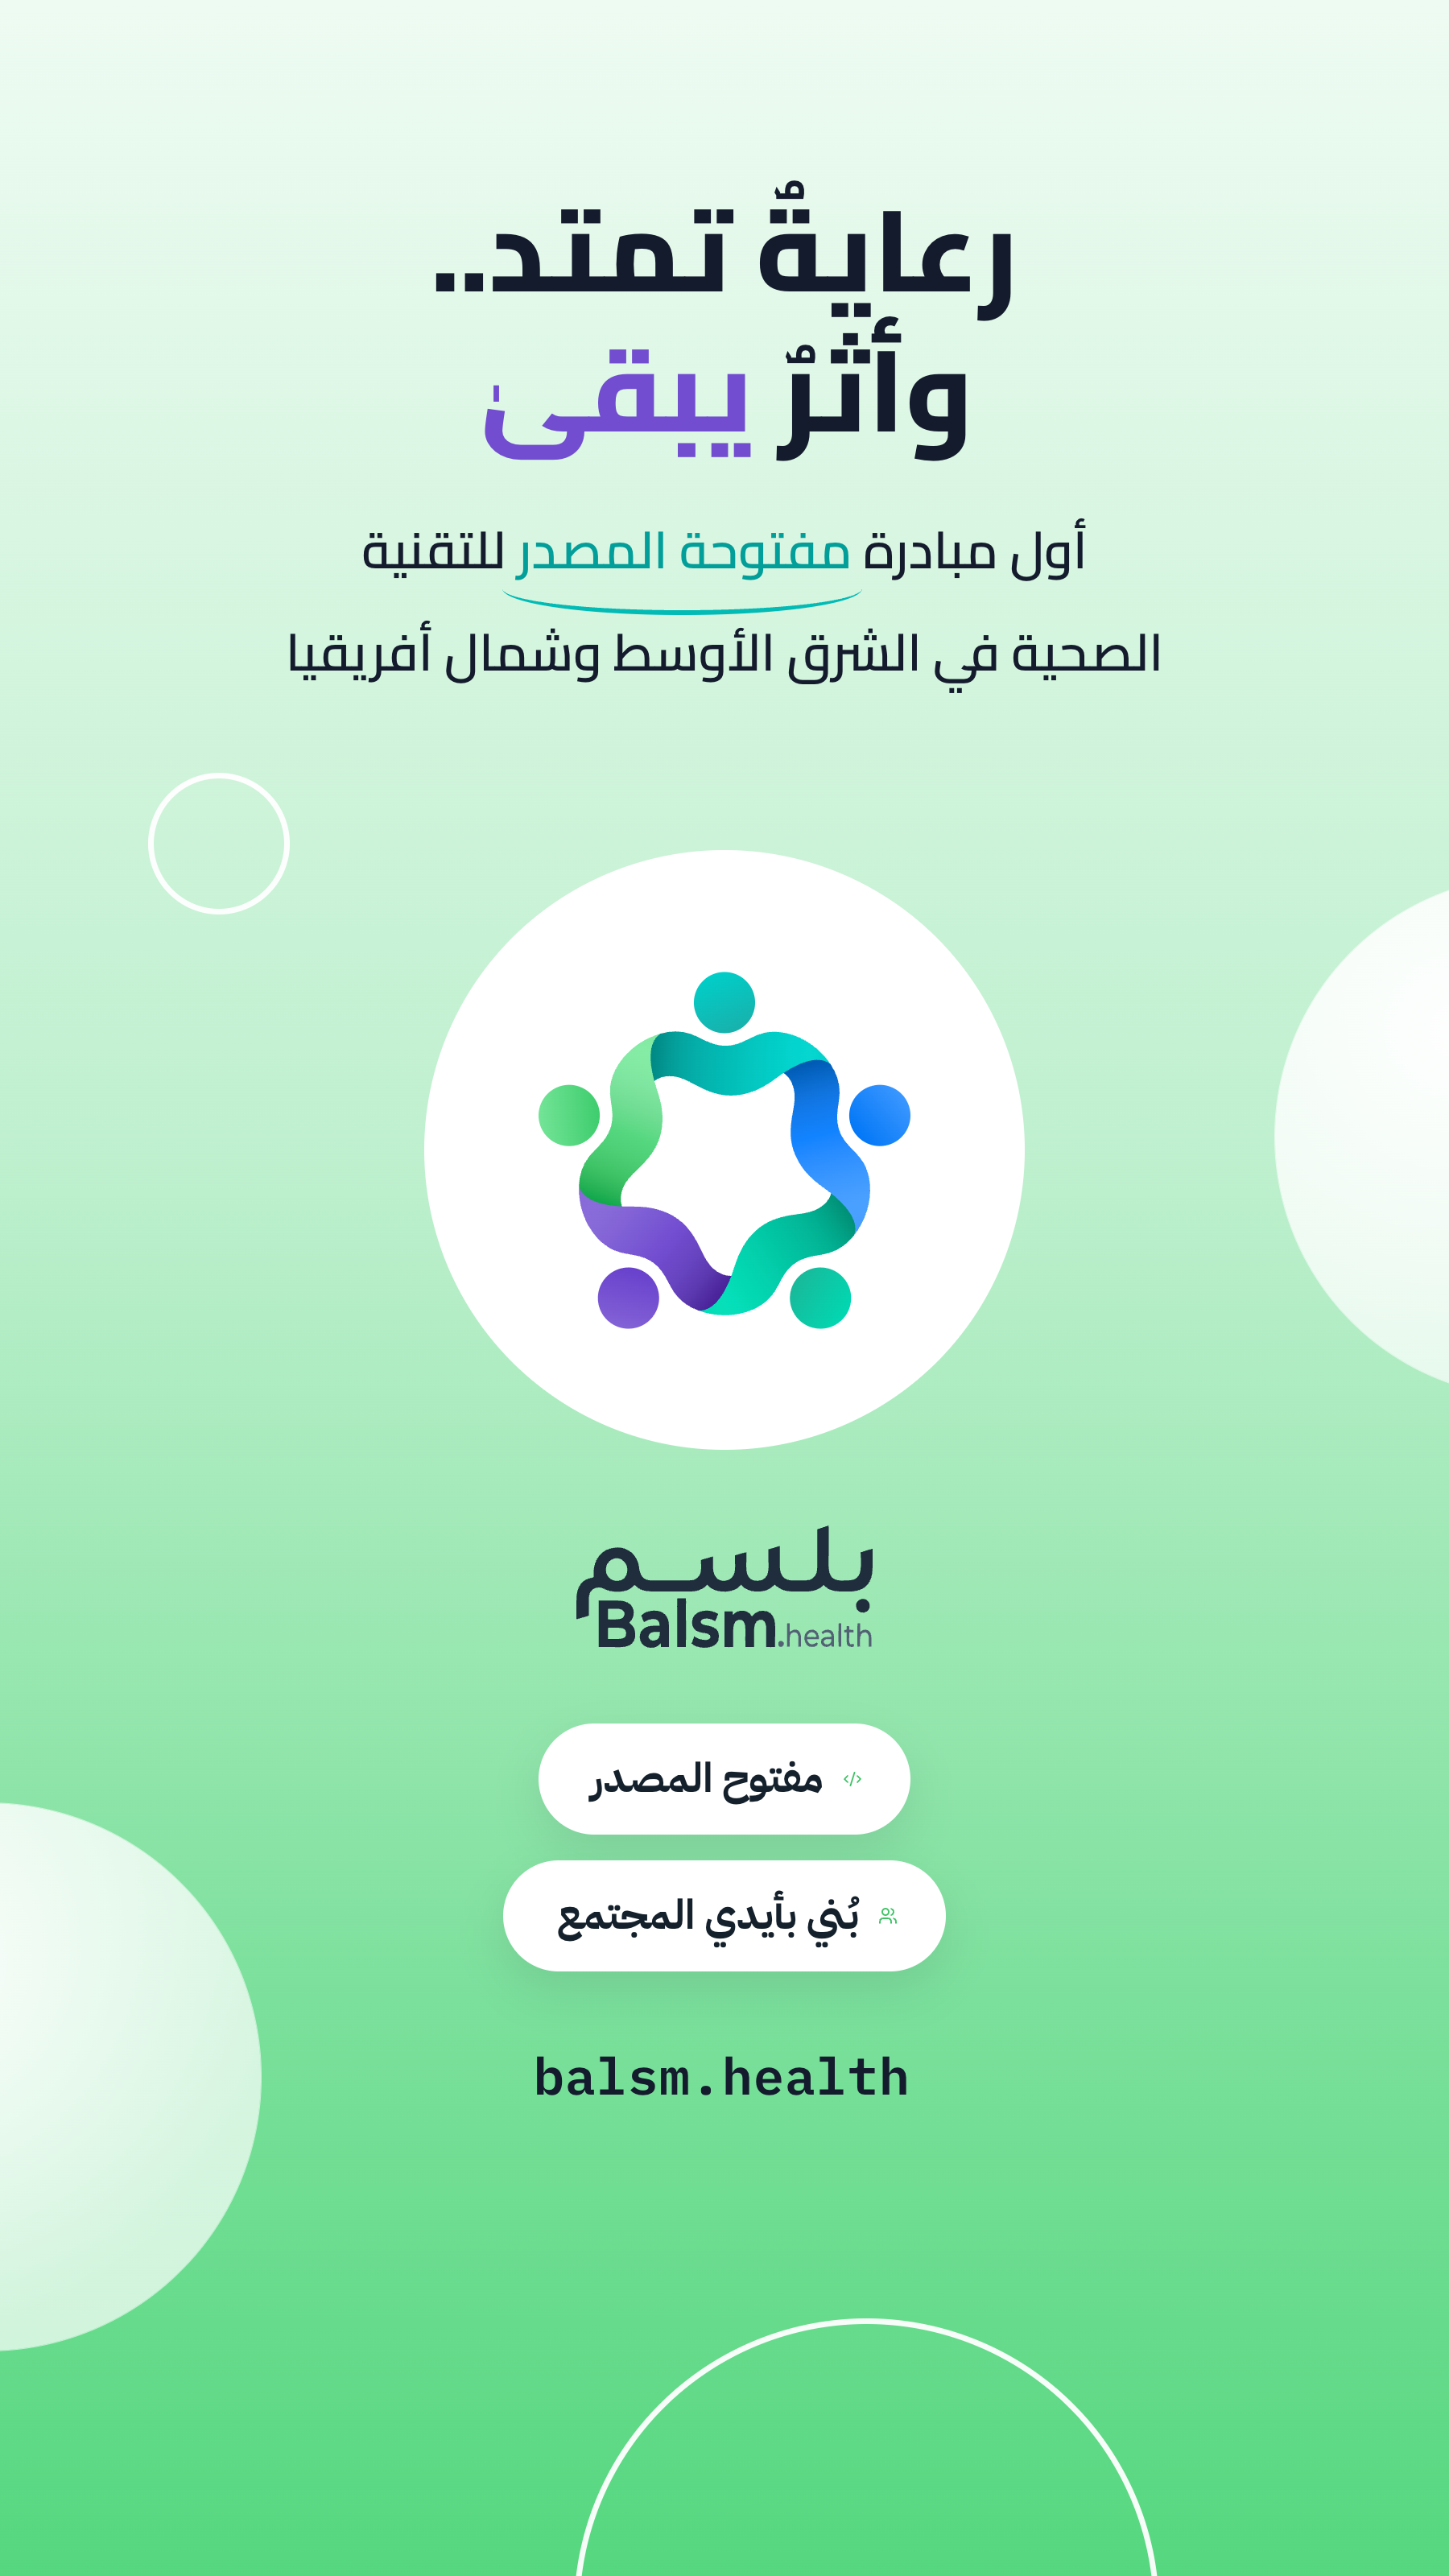 رعايةٌ تمتد..
وأثرٌ يبقىٰ
أول مبادرة مفتوحة المصدر للتقنية
الصحية في الشرق الأوسط وشمال أفريقيا
بلسم
Balsm.health
مفتوح المصدر
بُني بأيدي المجتمع
balsm.health